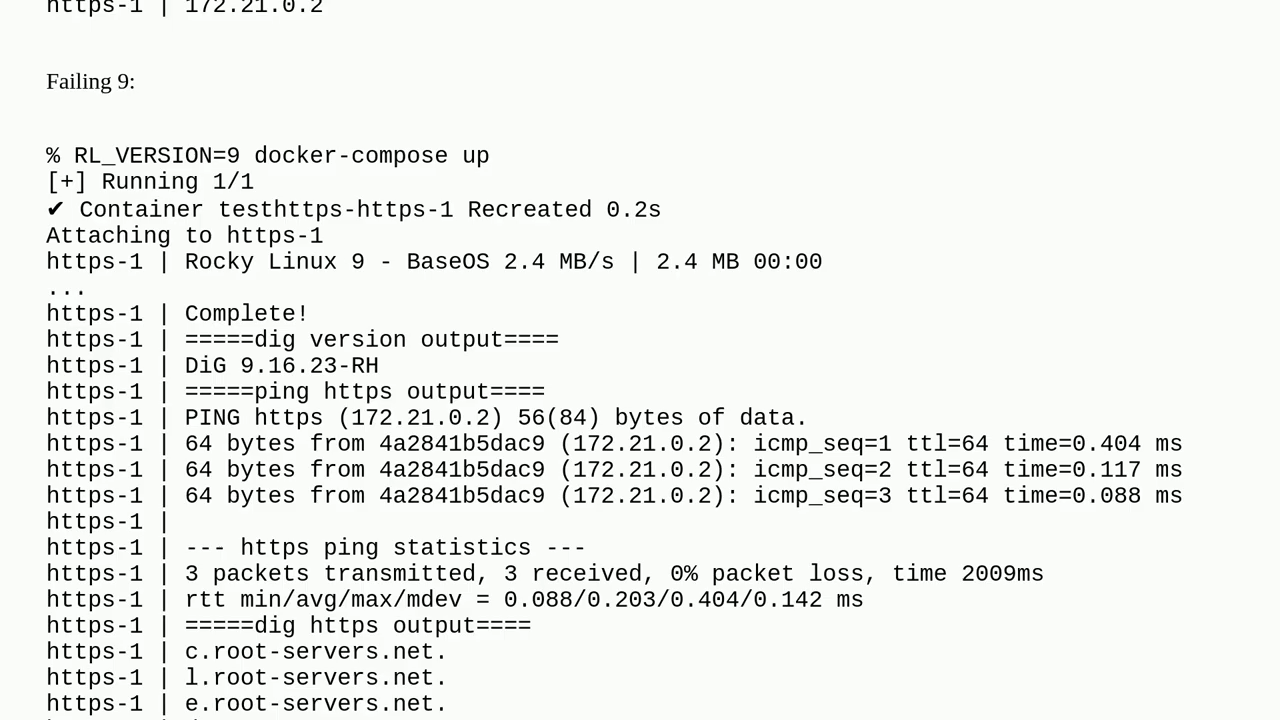 https-1 | 172.21.0.2
Failing 9:
% RL_VERSION=9 docker-compose up
[+] Running 1/1
✔ Container testhttps-https-1 Recreated 0.2s
Attaching to https-1
https-1 | Rocky Linux 9 - BaseOS 2.4 MB/s | 2.4 MB 00:00
...
https-1 | Complete!
https-1 | =====dig version output====
https-1 | DiG 9.16.23-RH
https-1 | =====ping https output====
https-1 | PING https (172.21.0.2) 56(84) bytes of data.
https-1 | 64 bytes from 4a2841b5dac9 (172.21.0.2): icmp_seq=1 ttl=64 time=0.404 ms
https-1 | 64 bytes from 4a2841b5dac9 (172.21.0.2): icmp_seq=2 ttl=64 time=0.117 ms
https-1 | 64 bytes from 4a2841b5dac9 (172.21.0.2): icmp_seq=3 ttl=64 time=0.088 ms
https-1 |
https-1 | --- https ping statistics ---
https-1 | 3 packets transmitted, 3 received, 0% packet loss, time 2009ms
https-1 | rtt min/avg/max/mdev = 0.088/0.203/0.404/0.142 ms
https-1 | =====dig https output====
https-1 | c.root-servers.net.
https-1 | l.root-servers.net.
https-1 | e.root-servers.net.